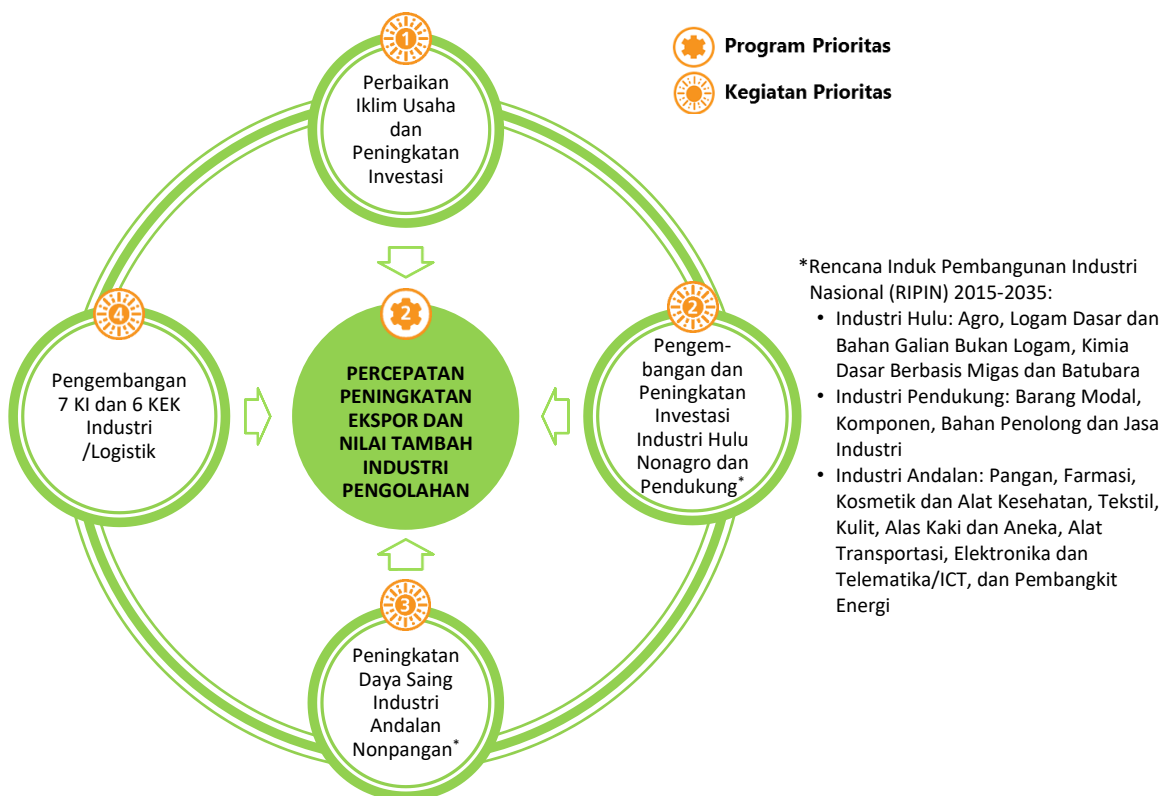 1
Perbaikan
Iklim Usaha
dan
Peningkatan
Investasi
Program Prioritas
Kegiatan Prioritas
4
Pengembangan
7 KI dan 6 KEK
Industri
/Logistik
2
PERCEPATAN
PENINGKATAN
EKSPOR DAN
NILAI TAMBAH
INDUSTRI
PENGOLAHAN
2
Pengem-
bangan dan
Peningkatan
Investasi
Industri Hulu
Nonagro dan
Pendukung*
3
Peningkatan
Daya Saing
Industri
Andalan
Nonpangan*
*Rencana Induk Pembangunan Industri
Nasional (RIPIN) 2015-2035:
• Industri Hulu: Agro, Logam Dasar dan
Bahan Galian Bukan Logam, Kimia
Dasar Berbasis Migas dan Batubara
• Industri Pendukung: Barang Modal,
Komponen, Bahan Penolong dan Jasa
Industri
• Industri Andalan: Pangan, Farmasi,
Kosmetik dan Alat Kesehatan, Tekstil,
Kulit, Alas Kaki dan Aneka, Alat
Transportasi, Elektronika dan
Telematika/ICT, dan Pembangkit
Energi